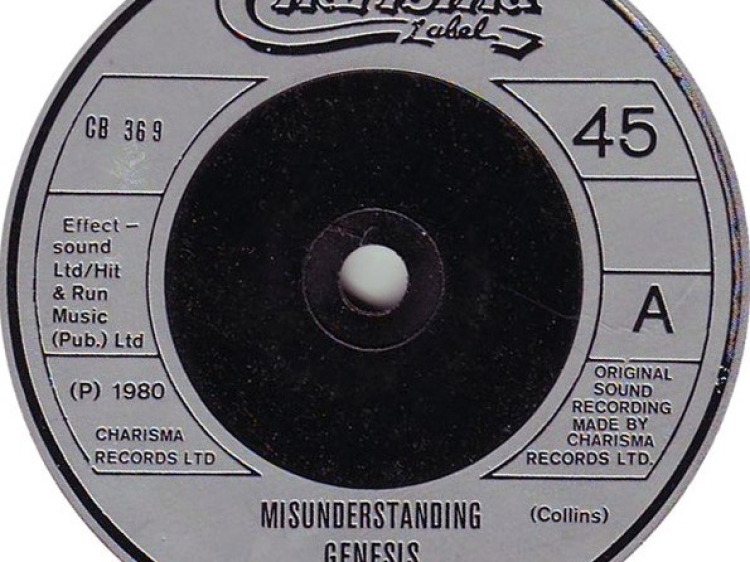 Charisma
Label
CB 369
45
Effect –
sound
Ltd/Hit
& Run
Music
(Pub.) Ltd
A
(P) 1980
CHARISMA
RECORDS LTD
ORIGINAL
SOUND
RECORDING
MADE BY
CHARISMA
RECORDS LTD.
MISUNDERSTANDING (Collins)
GENESIS